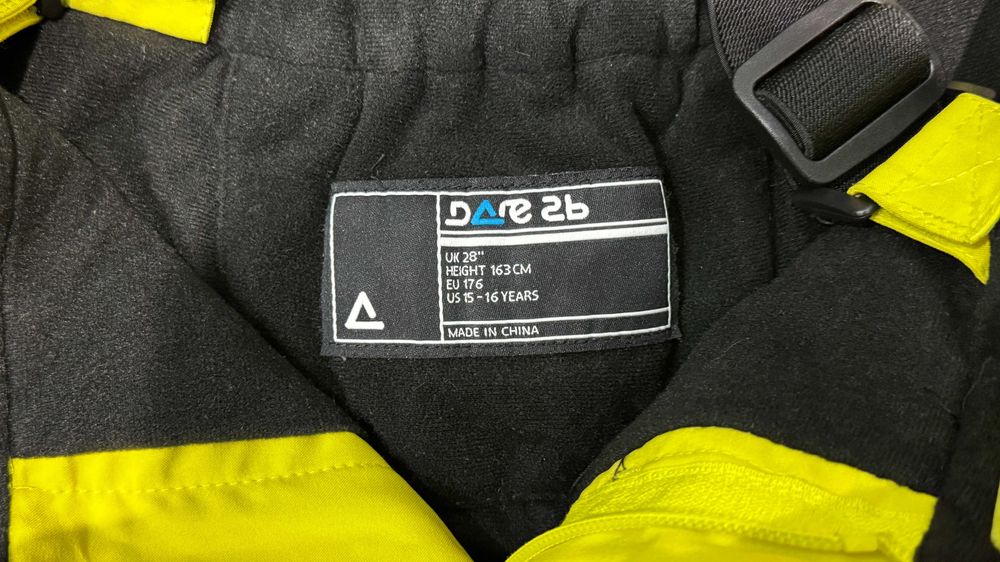 DARE 2b
UK 28"
HEIGHT 163CM
EU 176
US 15-16 YEARS
MADE IN CHINA